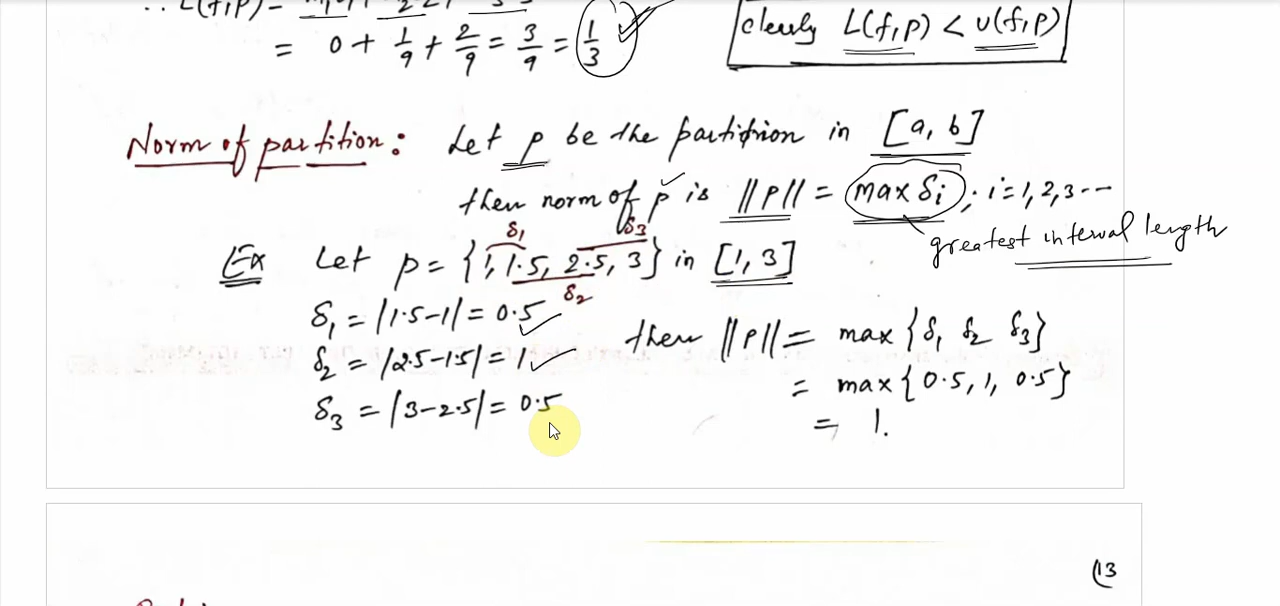 ∴ L(f,p) =
= 0 + 1/9 + 2/9 = 3/9 = 1/3
clearly L(f,p) < U(f,p)
Norm of partition: Let p be the partition in [a, b]
then norm of p is ||P|| = max δi ; i=1,2,3--
greatest interval length
δ1 δ3
Ex Let p = {1, 1.5, 2.5, 3} in [1, 3]
δ2
δ1 = |1.5-1| = 0.5
δ2 = |2.5-1.5| = 1
δ3 = |3-2.5| = 0.5
then ||P|| = max {δ1 δ2 δ3}
= max {0.5, 1, 0.5}
= 1.
(13